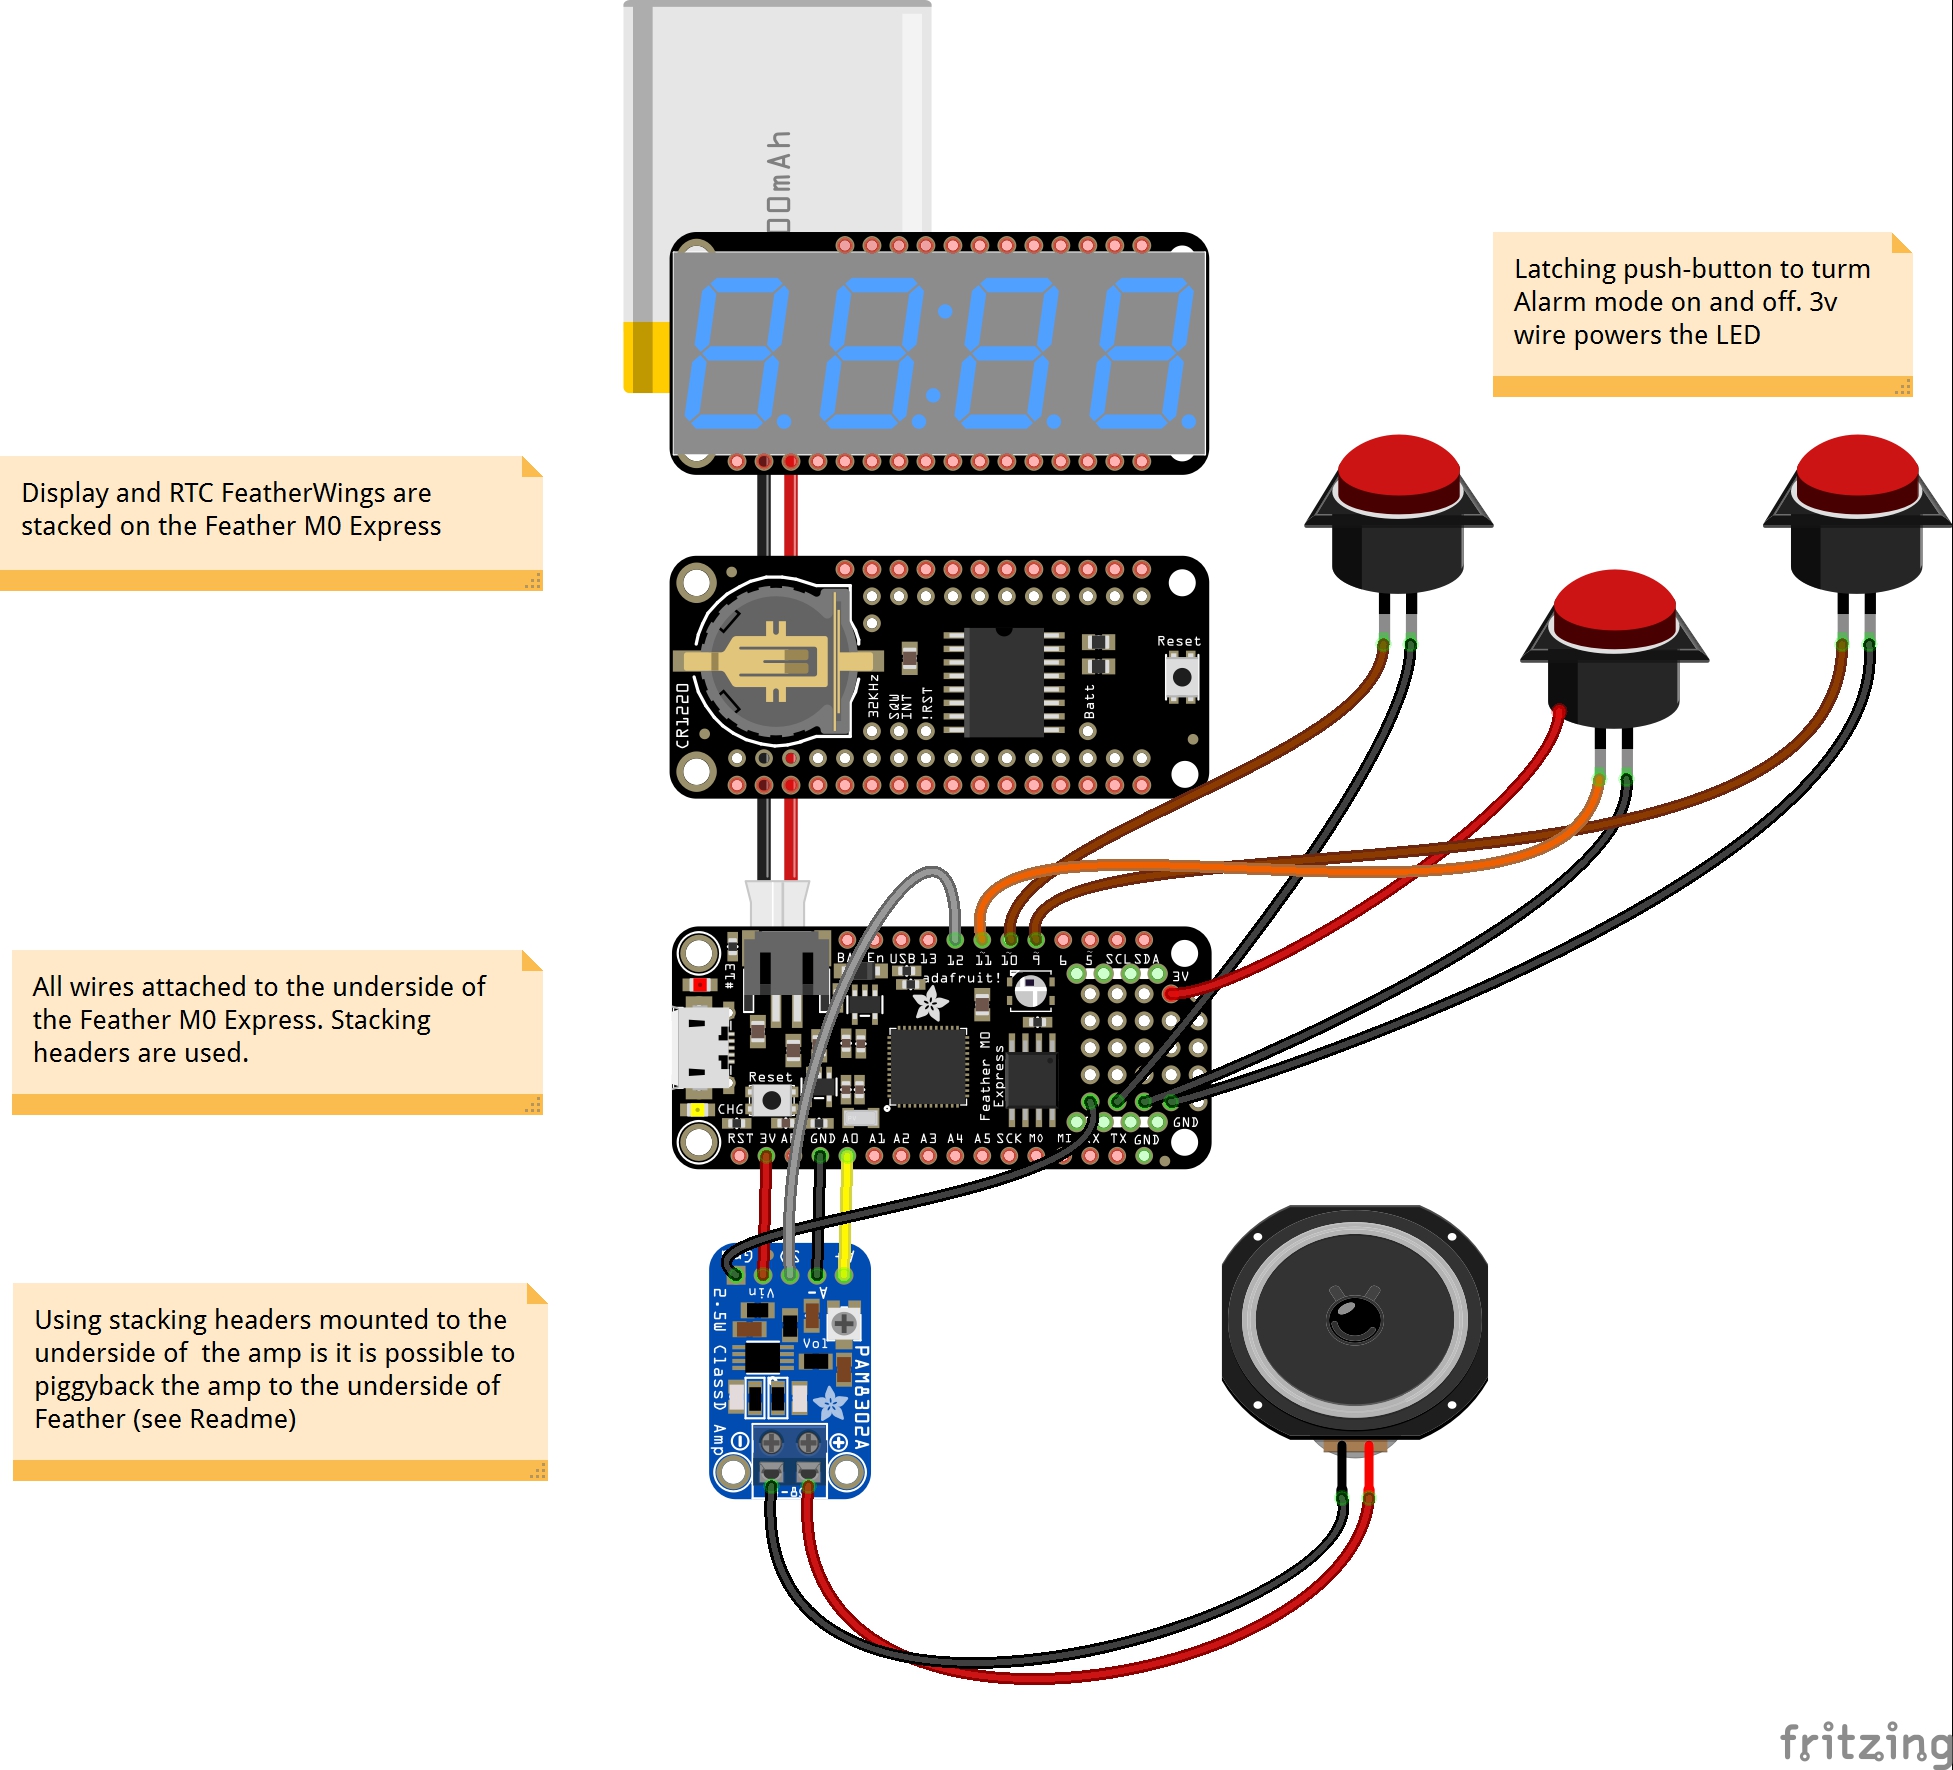 00mAh
Latching push-button to turm
Alarm mode on and off. 3v
wire powers the LED
Display and RTC FeatherWings are
stacked on the Feather M0 Express
Reset
CR1220
32KHz
SQW
INT
!RST
Batt
All wires attached to the underside of
the Feather M0 Express. Stacking
headers are used.
En USB 13 12 11 10 9 6 5 SCL SDA
3V
#13
adafruit!
Feather M0
Express
Reset
CHG
GND
RST 3V GND A0 A1 A2 A3 A4 A5 SCK M0 MI TX GND
Using stacking headers mounted to the
underside of  the amp is it is possible to
piggyback the amp to the underside of
Feather (see Readme)
Vin
A-
2.5W ClassD Amp
Vol
PAM8302A
fritzing